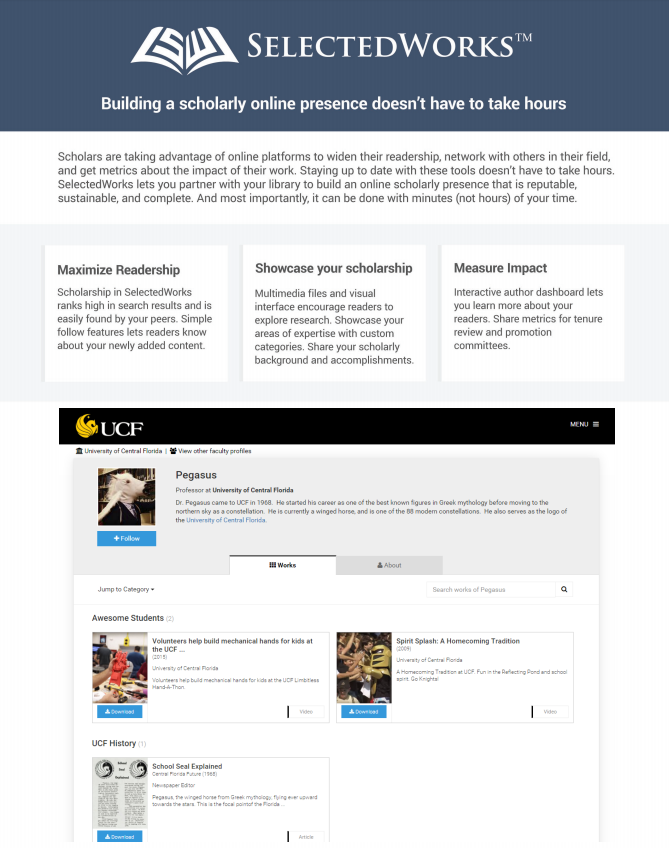 SELECTEDWORKS™
Building a scholarly online presence doesn't have to take hours
Scholars are taking advantage of online platforms to widen their readership, network with others in their field,
and get metrics about the impact of their work. Staying up to date with these tools doesn't have to take hours.
SelectedWorks lets you partner with your library to build an online scholarly presence that is reputable,
sustainable, and complete. And most importantly, it can be done with minutes (not hours) of your time.
Maximize Readership
Scholarship in SelectedWorks
ranks high in search results and is
easily found by your peers. Simple
follow features lets readers know
about your newly added content.
Showcase your scholarship
Multimedia files and visual
interface encourage readers to
explore research. Showcase your
areas of expertise with custom
categories. Share your scholarly
background and accomplishments.
Measure Impact
Interactive author dashboard lets
you learn more about your
readers. Share metrics for tenure
review and promotion
committees.
UCF
MENU
University of Central Florida | View other faculty profiles
Pegasus
Professor at University of Central Florida
Dr. Pegasus came to UCF in 1968. He started his career as one of the best known figures in Greek mythology before moving to the
northern sky as a constellation. He is currently a winged horse, and is one of the 88 modern constellations. He also serves as the logo of
the University of Central Florida.
+ Follow
Works
About
Jump to Category
Search works of Pegasus
Awesome Students (2)
Volunteers help build mechanical hands for kids at
the UCF ...
(2015)
University of Central Florida
Volunteers help build mechanical hands for kids at the UCF Limbitless
Hand-A-Thon.
Download
Video
Spirit Splash: A Homecoming Tradition
(2009)
University of Central Florida
A Homecoming Tradition at UCF. Fun in the Reflecting Pond and school
spirit. Go Knights!
Download
Video
UCF History (1)
School Seal Explained
Central Florida Future (1968)
Newspaper Editor
Pegasus, the winged horse from Greek mythology, flying ever upward
towards the stars. This is the focal pointof the Florida ...
Download
Article